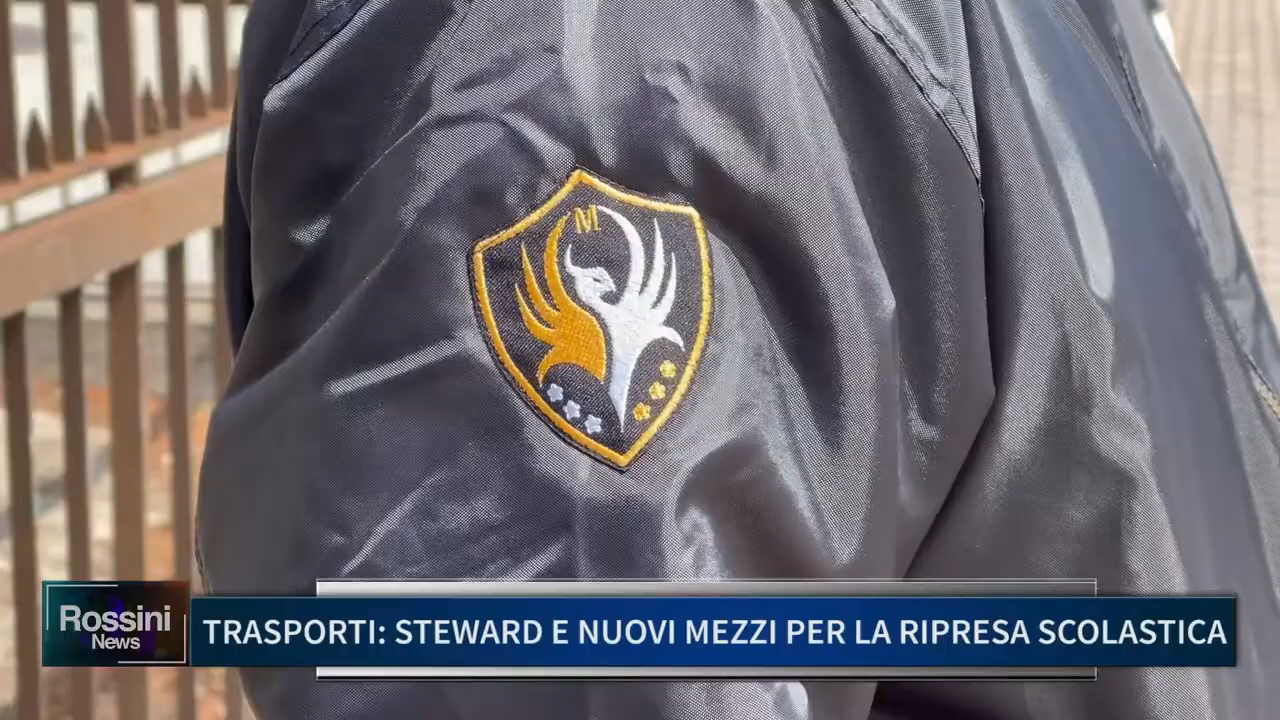 M
Rossini
News
TRASPORTI: STEWARD E NUOVI MEZZI PER LA RIPRESA SCOLASTICA